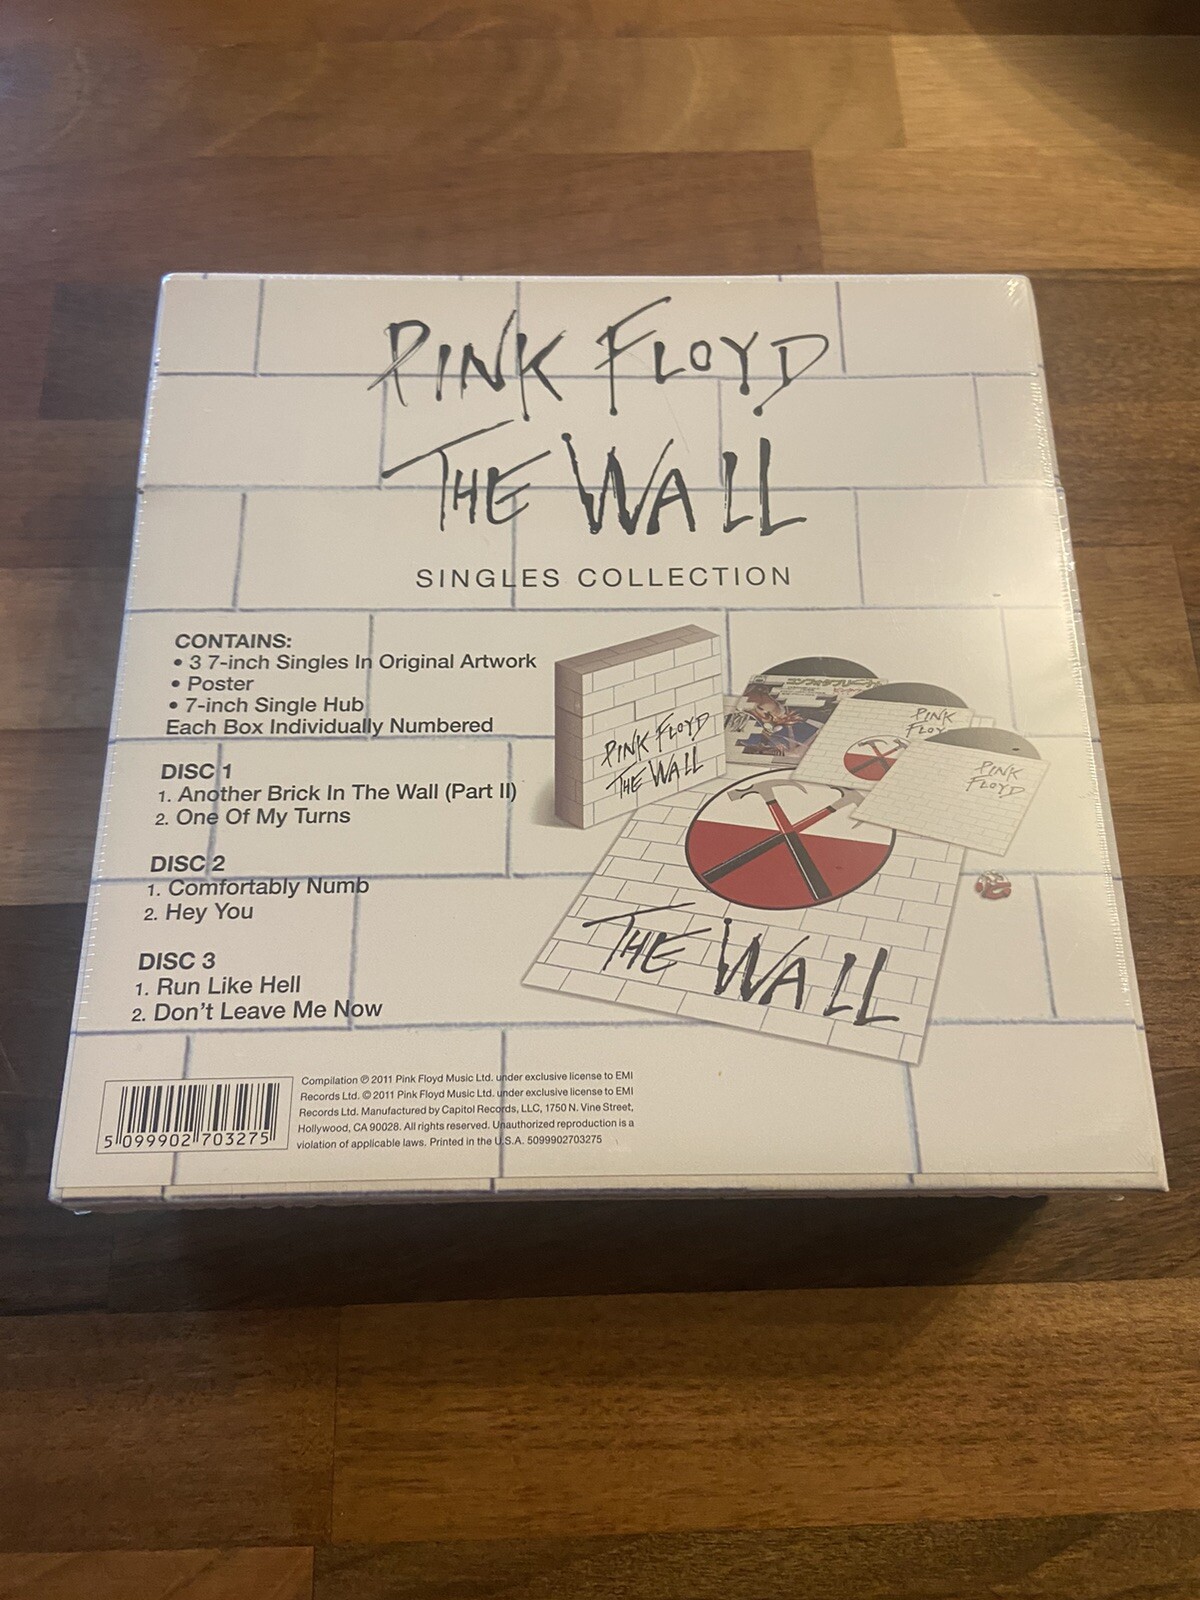 PINK FLOYD
THE WALL
SINGLES COLLECTION
CONTAINS:
• 3 7-inch Singles In Original Artwork
• Poster
• 7-inch Single Hub
Each Box Individually Numbered
DISC 1
1. Another Brick In The Wall (Part II)
2. One Of My Turns
DISC 2
1. Comfortably Numb
2. Hey You
DISC 3
1. Run Like Hell
2. Don't Leave Me Now
PINK FLOYD
THE WALL
PINK
FLOYD
PINK
FLOYD
THE WALL
5 099902 703275
Compilation ℗ 2011 Pink Floyd Music Ltd. under exclusive license to EMI
Records Ltd. © 2011 Pink Floyd Music Ltd. under exclusive license to EMI
Records Ltd. Manufactured by Capitol Records, LLC, 1750 N. Vine Street,
Hollywood, CA 90028. All rights reserved. Unauthorized reproduction is a
violation of applicable laws. Printed in the U.S.A. 5099902703275